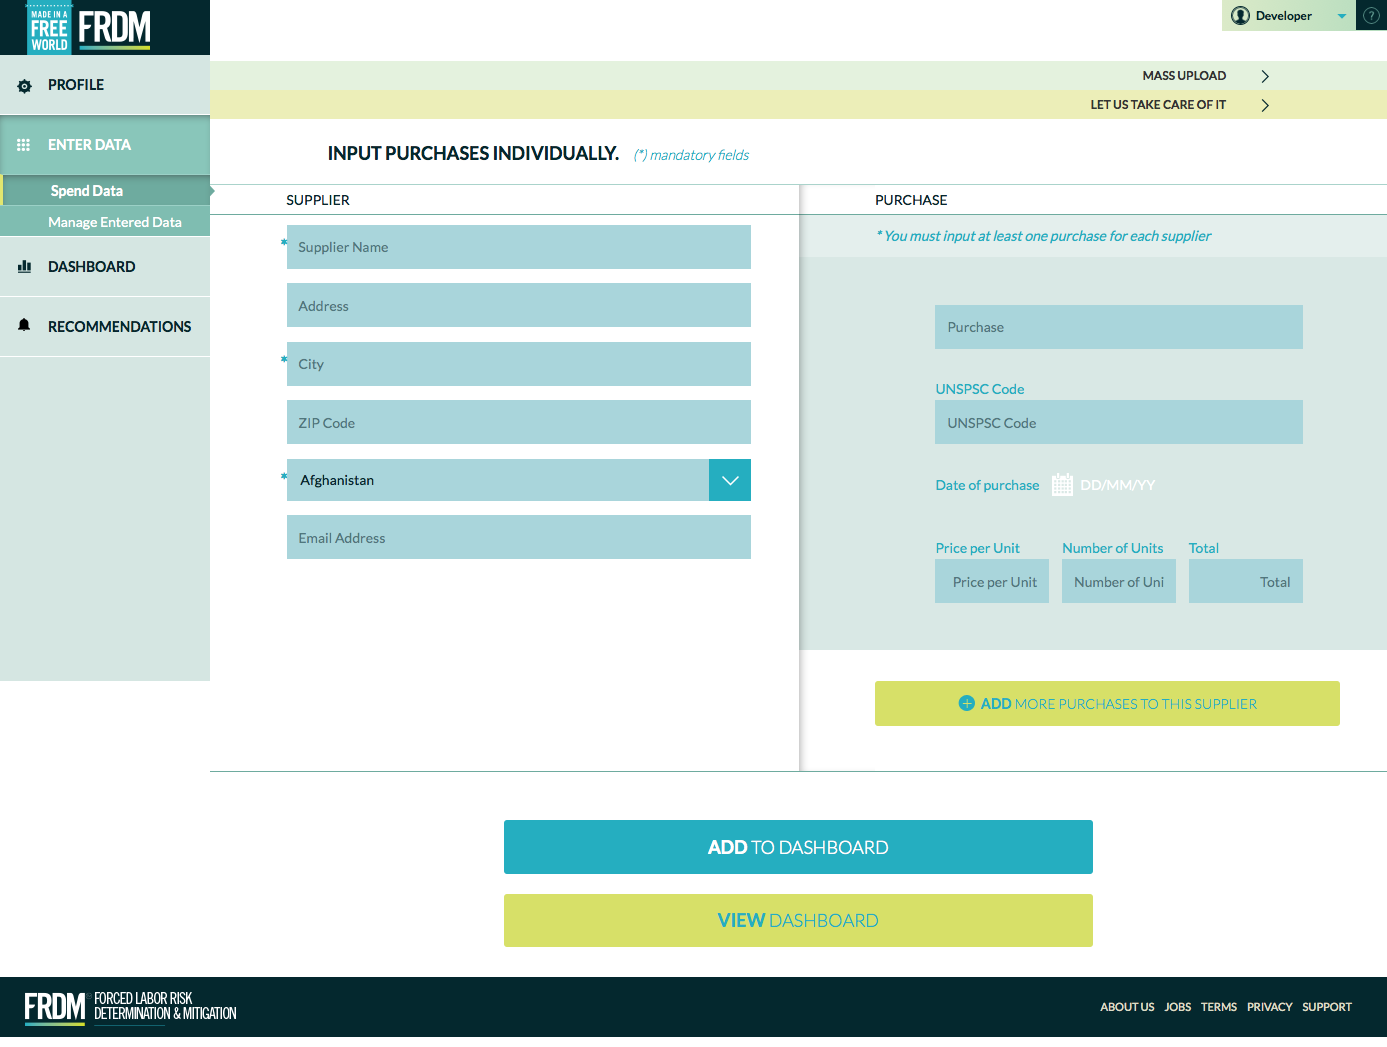 MADE IN A
FREE
WORLD
FRDM
Developer
?
PROFILE
ENTER DATA
Spend Data
Manage Entered Data
DASHBOARD
RECOMMENDATIONS
MASS UPLOAD
LET US TAKE CARE OF IT
INPUT PURCHASES INDIVIDUALLY. (*) mandatory fields
SUPPLIER
* Supplier Name
Address
* City
ZIP Code
* Afghanistan
Email Address
PURCHASE
* You must input at least one purchase for each supplier
Purchase
UNSPSC Code
UNSPSC Code
Date of purchase DD/MM/YY
Price per Unit Number of Units Total
Price per Unit Number of Uni Total
ADD MORE PURCHASES TO THIS SUPPLIER
ADD TO DASHBOARD
VIEW DASHBOARD
FRDM® FORCED LABOR RISK
DETERMINATION & MITIGATION
ABOUT US JOBS TERMS PRIVACY SUPPORT